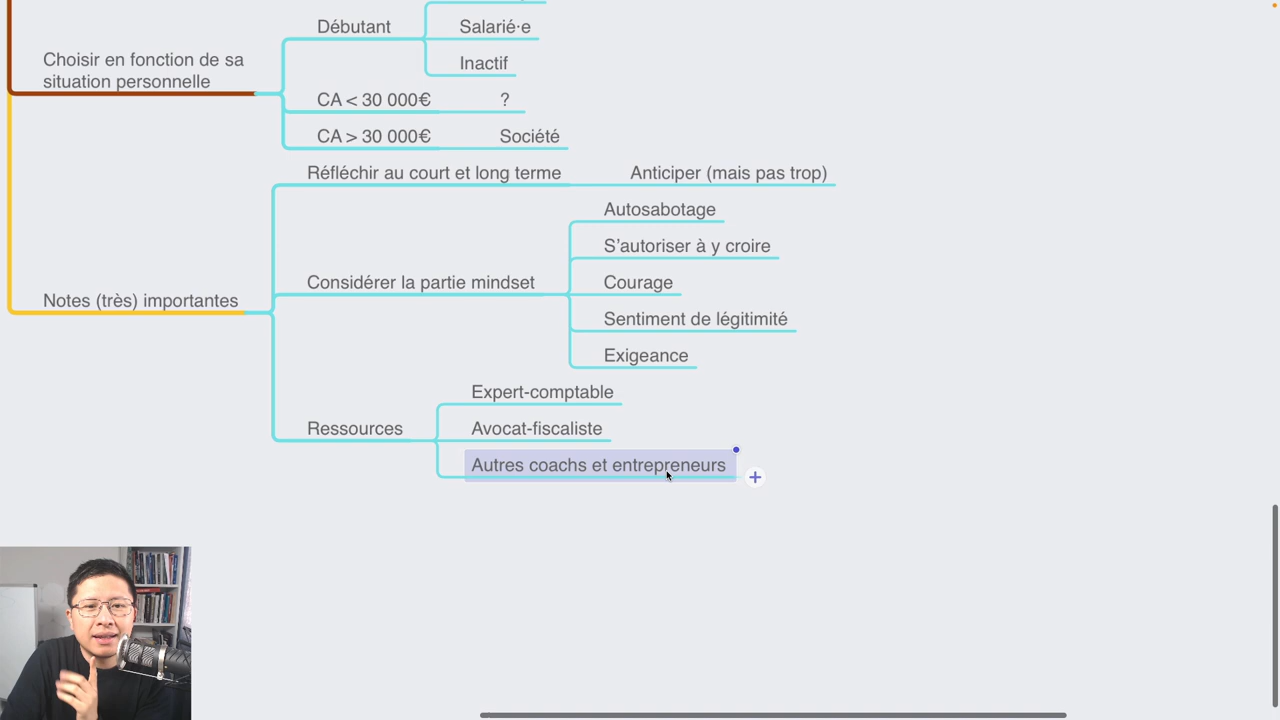 Débutant
Salarié·e
Inactif
Choisir en fonction de sa
situation personnelle
CA < 30 000€
?
CA > 30 000€
Société
Réfléchir au court et long terme
Anticiper (mais pas trop)
Autosabotage
S’autoriser à y croire
Considérer la partie mindset
Courage
Notes (très) importantes
Sentiment de légitimité
Exigeance
Expert-comptable
Ressources
Avocat-fiscaliste
Autres coachs et entrepreneurs